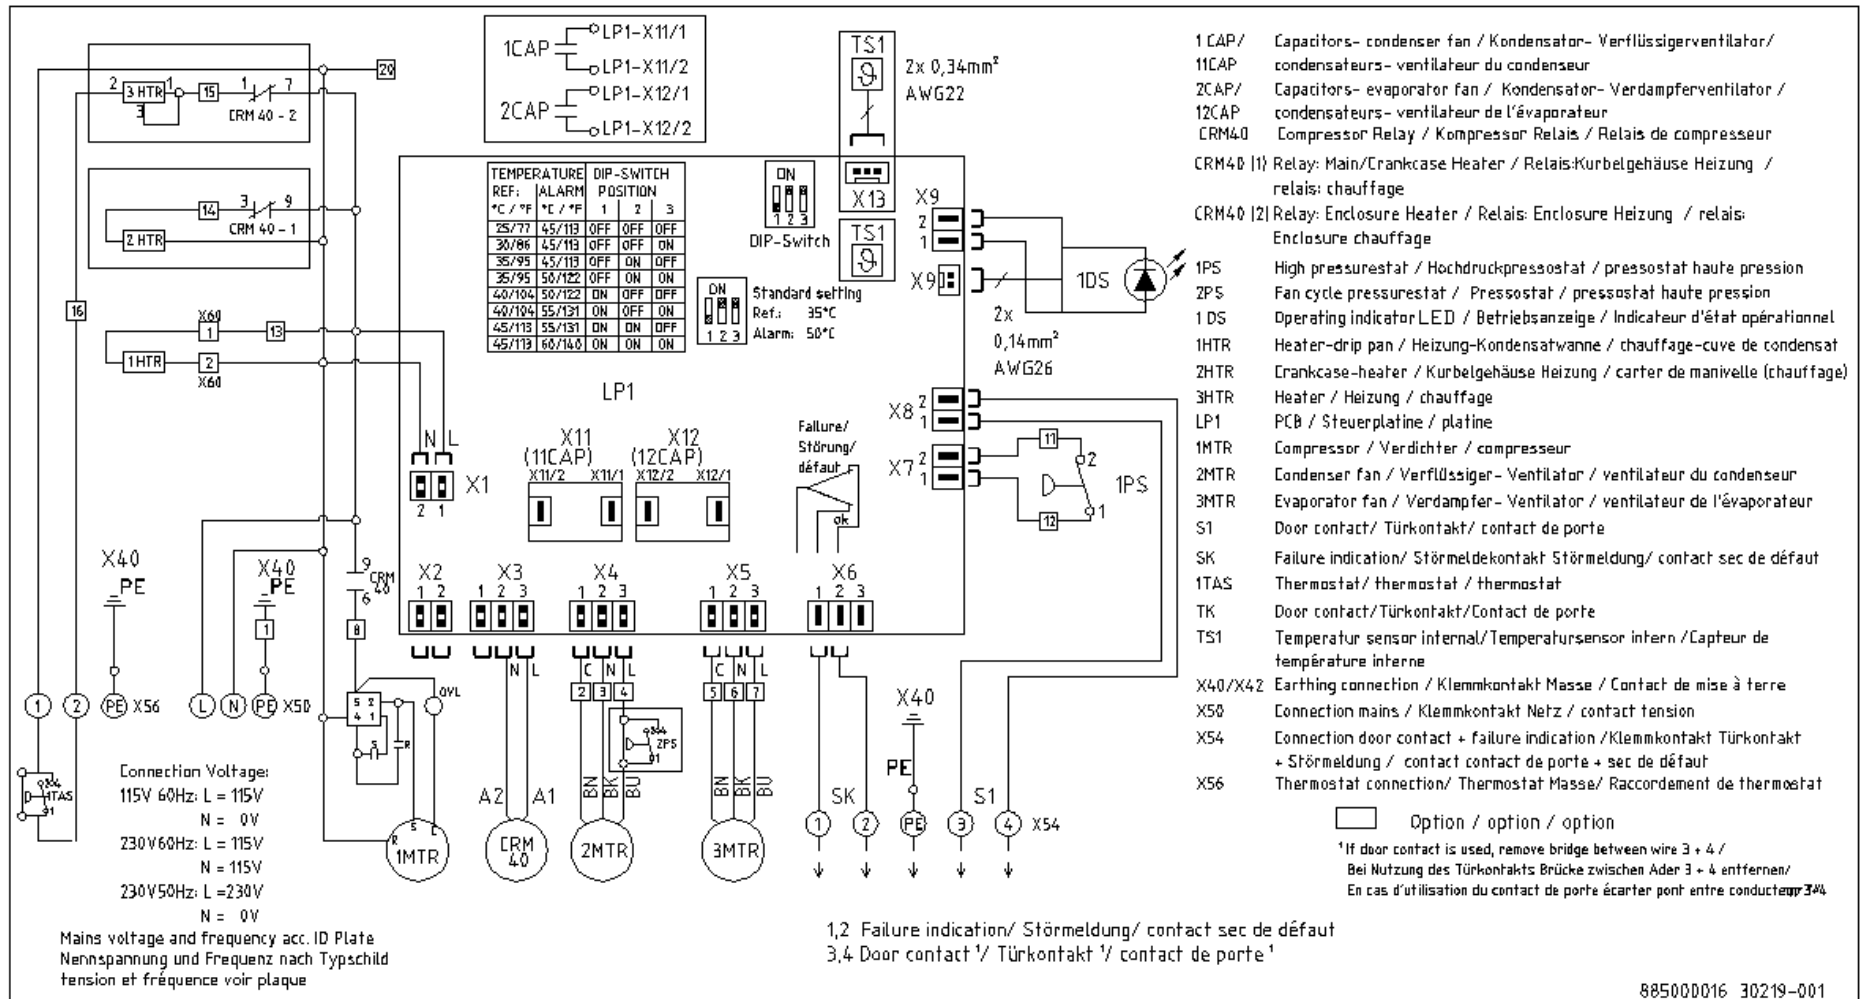 1CAP
LP1-X11/1
LP1-X11/2
2CAP
LP1-X12/1
LP1-X12/2
TS1
2x 0,34mm²
AWG22
X13
TS1
20
2
3 HTR
1
3
15
1
7
CRM 40 - 2
14
3
9
CRM 40 - 1
2 HTR
16
X60
1
13
1HTR
2
X60
TEMPERATURE DIP-SWITCH
REF: ALARM POSITION
°C / °F °C / °F 1 2 3
25/77 45/113 OFF OFF OFF
30/86 45/113 OFF OFF ON
35/95 45/113 OFF ON OFF
35/95 50/122 OFF ON ON
40/104 50/122 ON OFF OFF
40/104 55/131 ON OFF ON
45/113 55/131 ON ON OFF
45/113 60/140 ON ON ON
ON
1 2 3
DIP-Switch
ON
1 2 3
Standard setting
Ref.: 35°C
Alarm: 50°C
LP1
X9
2
1
X9
1DS
2x
0,14mm²
AWG26
X8
2
1
X7
2
1
11
12
2
1
1PS
Failure/
Störung/
défaut
ok
N L
X1
2 1
X11
(11CAP)
X11/2 X11/1
X12
(12CAP)
X12/2 X12/1
X2
1 2
X3
1 2 3
X4
1 2 3
X5
1 2 3
X6
1 2 3
X40
PE
X40
PE
1
9
CRM
40
6
8
1
2
PE
X56
L
N
PE
X50
5 2
4 1
OVL
S
R
N L
C N L
2 3 4
C N L
5 6 7
2PS
1
BN
BK
BU
BN
BK
BU
A2
A1
R
S
C
1MTR
CRM
40
2MTR
3MTR
1TAS
1
X40
PE
SK
S1
1
2
PE
3
4
X54
Connection Voltage:
115V 60Hz: L = 115V
N = 0V
230V60Hz: L = 115V
N = 115V
230V50Hz: L =230V
N = 0V
Mains voltage and frequency acc. ID Plate
Nennspannung und Frequenz nach Typschild
tension et fréquence voir plaque
1,2 Failure indication/ Störmeldung/ contact sec de défaut
3,4 Door contact ¹/ Türkontakt ¹/ contact de porte ¹
1 CAP/ Capacitors- condenser fan / Kondensator- Verflüssigerventilator/
11CAP condensateurs- ventilateur du condenseur
2CAP/ Capacitors- evaporator fan / Kondensator- Verdampferventilator /
12CAP condensateurs- ventilateur de l'évaporateur
CRM40 Compressor Relay / Kompressor Relais / Relais de compresseur
CRM40 (1) Relay: Main/Crankcase Heater / Relais:Kurbelgehäuse Heizung /
relais: chauffage
CRM40 (2) Relay: Enclosure Heater / Relais: Enclosure Heizung / relais:
Enclosure chauffage
1PS High pressurestat / Hochdruckpressostat / pressostat haute pression
2PS Fan cycle pressurestat / Pressostat / pressostat haute pression
1 DS Operating indicator LED / Betriebsanzeige / Indicateur d'état opérationnel
1HTR Heater-drip pan / Heizung-Kondensatwanne / chauffage-cuve de condensat
2HTR Crankcase-heater / Kurbelgehäuse Heizung / carter de manivelle (chauffage)
3HTR Heater / Heizung / chauffage
LP1 PCB / Steuerplatine / platine
1MTR Compressor / Verdichter / compresseur
2MTR Condenser fan / Verflüssiger- Ventilator / ventilateur du condenseur
3MTR Evaporator fan / Verdampfer- Ventilator / ventilateur de l'évaporateur
S1 Door contact/ Türkontakt/ contact de porte
SK Failure indication/ Störmeldekontakt Störmeldung/ contact sec de défaut
1TAS Thermostat/ thermostat / thermostat
TK Door contact/Türkontakt/Contact de porte
TS1 Temperatur sensor internal/Temperatursensor intern /Capteur de
température interne
X40/X42 Earthing connection / Klemmkontakt Masse / Contact de mise à terre
X50 Connection mains / Klemmkontakt Netz / contact tension
X54 Connection door contact + failure indication /Klemmkontakt Türkontakt
+ Störmeldung / contact contact de porte + sec de défaut
X56 Thermostat connection/ Thermostat Masse/ Raccordement de thermostat
Option / option / option
¹If door contact is used, remove bridge between wire 3 + 4 /
Bei Nutzung des Türkontakts Brücke zwischen Ader 3 + 4 entfernen/
En cas d'utilisation du contact de porte écarter pont entre
885000016 30219-001